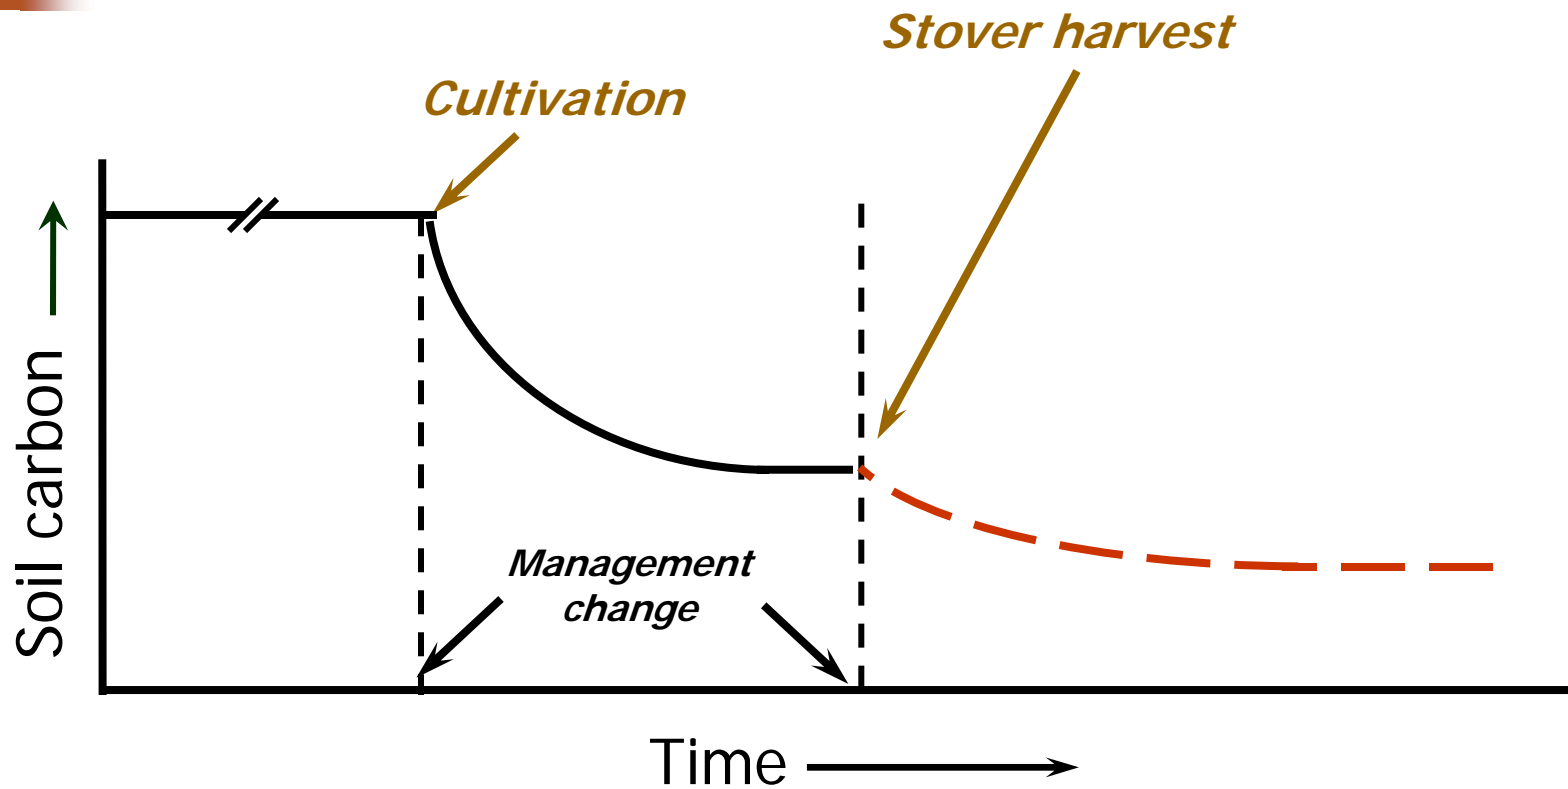 Stover harvest
Cultivation
Soil carbon
Management
change
Time